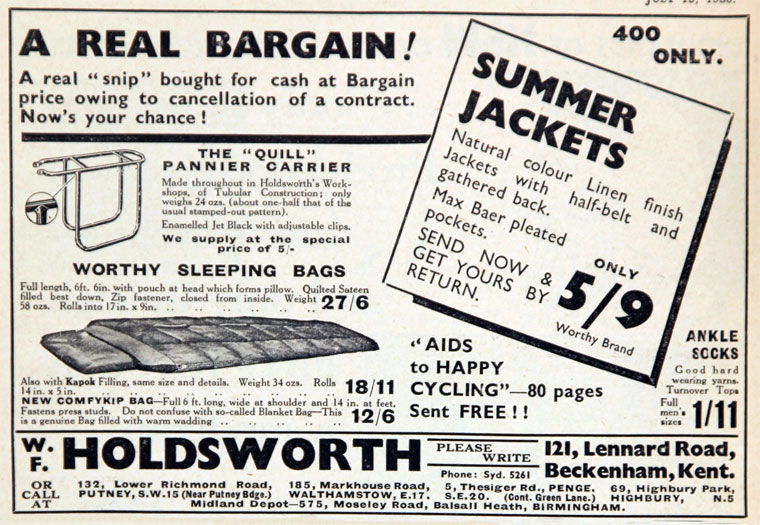 A REAL BARGAIN!
A real "snip" bought for cash at Bargain
price owing to cancellation of a contract.
Now's your chance!
400
ONLY.
SUMMER
JACKETS
Natural colour Linen finish
Jackets with half-belt and
gathered back.
Max Baer pleated
pockets.
SEND NOW &
GET YOURS BY
RETURN.
ONLY
5/9
Worthy Brand
THE "QUILL"
PANNIER CARRIER
Made throughout in Holdsworth's Work-
shops, of Tubular Construction; only
weighs 24 ozs. (about one-half that of the
usual stamped-out pattern).
Enamelled Jet Black with adjustable clips.
We supply at the special
price of 5/-
WORTHY SLEEPING BAGS
Full length, 6ft. 6in. with pouch at head which forms pillow. Quilted Sateen
filled best down, Zip fastener, closed from inside. Weight
58 ozs. Rolls into 17 in. x 9in. .. .. .. .. .. .. 27/6
Also with Kapok Filling, same size and details. Weight 34 ozs. Rolls
14 in. x 5 in. .. .. .. .. .. .. .. 18/11
NEW COMFYKIP BAG—Full 6 ft. long, wide at shoulder and 14 in. at feet.
Fastens press studs. Do not confuse with so-called Blanket Bag—This
is a genuine Bag filled with warm wadding .. .. .. .. 12/6
"AIDS
to HAPPY
CYCLING"—80 pages
Sent FREE!!
ANKLE
SOCKS
Good hard
wearing yarns.
Turnover Tops
Full
men's
sizes 1/11
W.
F. HOLDSWORTH
PLEASE
WRITE
Phone: Syd. 5261
121, Lennard Road,
Beckenham, Kent.
OR
CALL
AT
132, Lower Richmond Road,
PUTNEY, S.W.15 (Near Putney Bdge.)
185, Markhouse Road,
WALTHAMSTOW, E.17.
5, Thesiger Rd., PENGE,
S.E.20. (Cont. Green Lane.)
69, Highbury Park,
HIGHBURY, N.5
Midland Depot—575, Moseley Road, Balsall Heath, BIRMINGHAM.